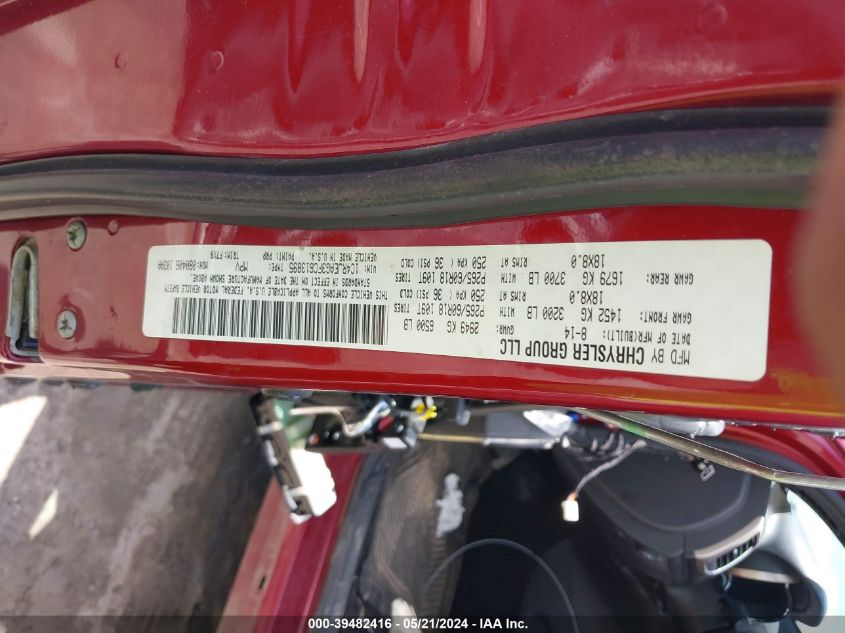 MFD BY CHRYSLER GROUP LLC
DATE OF MFR(BUILT): 8-14 GVWR: 2949 KG 6500 LB
GAWR FRONT: 1452 KG 3200 LB WITH P265/60R18 109T TIRES
18X8.0 RIMS AT 250 KPA ( 36 PSI) COLD
GAWR REAR: 1679 KG 3700 LB WITH P265/60R18 109T TIRES
18X8.0 RIMS AT 250 KPA ( 36 PSI) COLD
THIS VEHICLE CONFORMS TO ALL APPLICABLE U.S.A. FEDERAL MOTOR VEHICLE SAFETY
STANDARDS IN EFFECT ON THE DATE OF MANUFACTURE SHOWN ABOVE.
VIN: 1C4RJEAG3FC613895 TYPE: MPV MDH:
VEHICLE MADE IN U.S.A. PAINT: PRP TRIM:
000-39482416 - 05/21/2024 - IAA Inc.